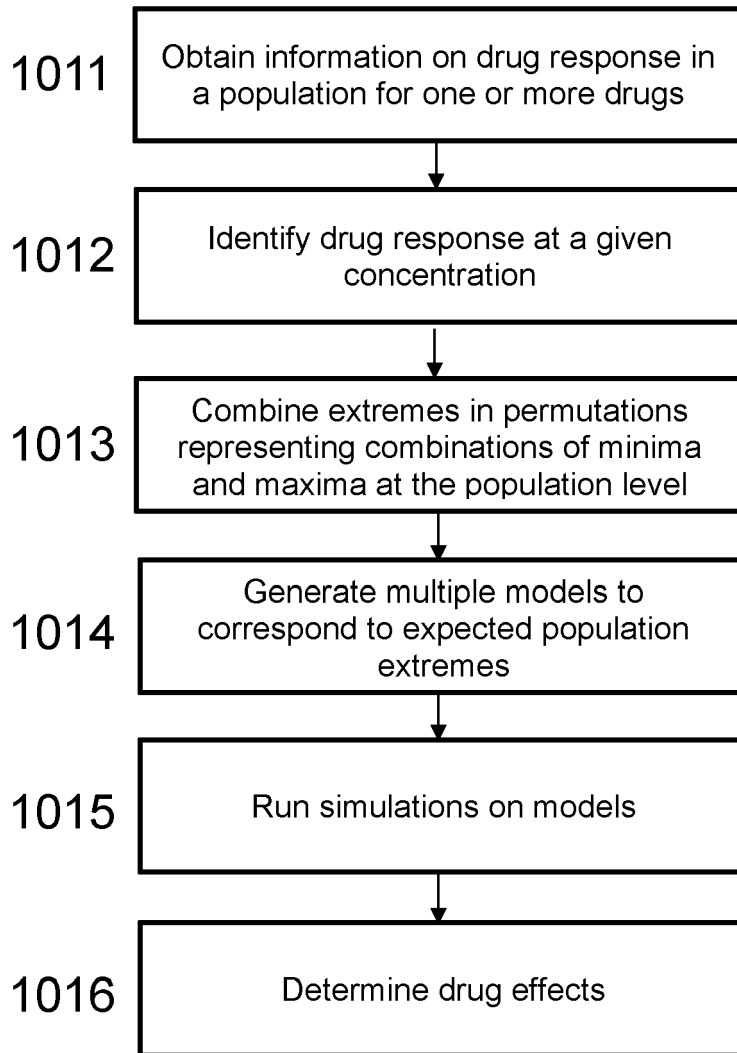 1011
Obtain information on drug response in
a population for one or more drugs
1012
Identify drug response at a given
concentration
1013
Combine extremes in permutations
representing combinations of minima
and maxima at the population level
1014
Generate multiple models to
correspond to expected population
extremes
1015
Run simulations on models
1016
Determine drug effects